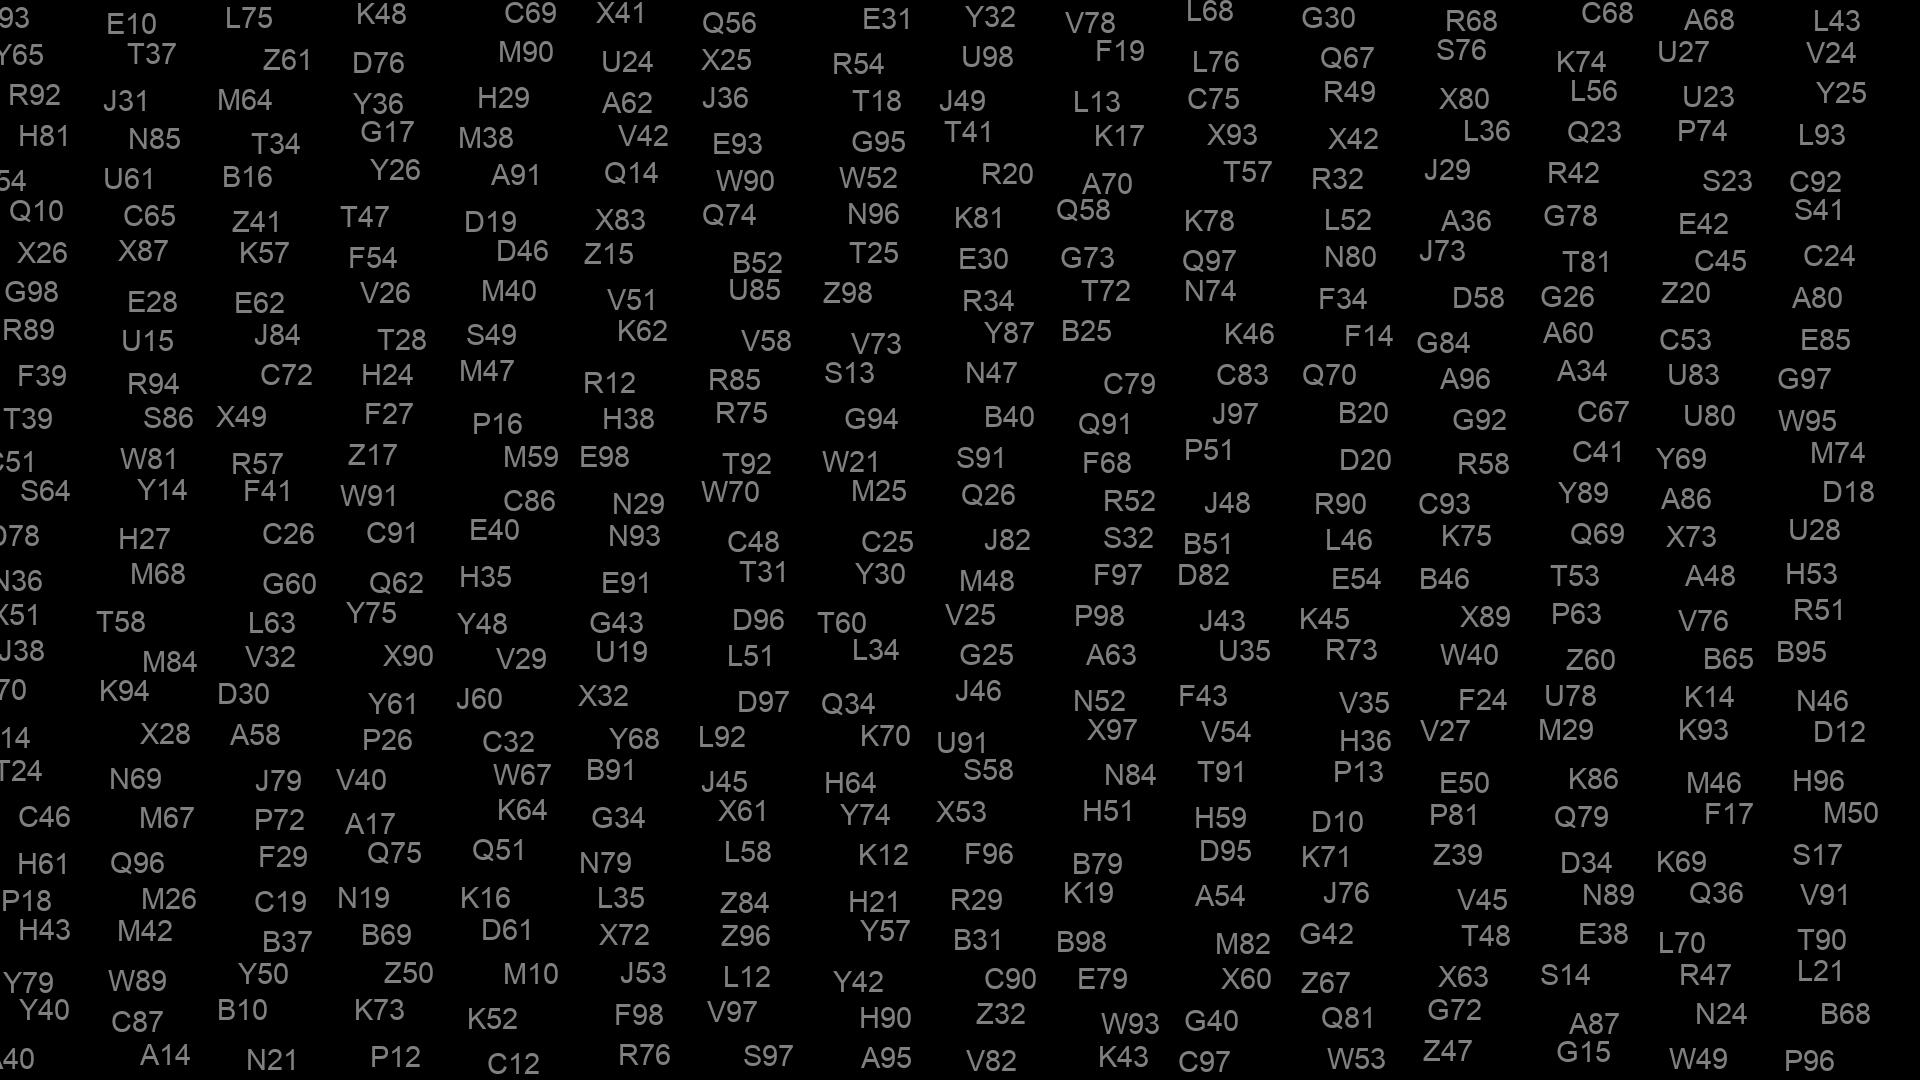 93 E10 L75 K48 C69 X41 Q56 E31 Y32 V78 L68 G30 R68 C68 A68 L43
Y65 T37 Z61 D76 M90 U24 X25 R54 U98 F19 L76 Q67 S76 K74 U27 V24
R92 J31 M64 Y36 H29 A62 J36 T18 J49 L13 C75 R49 X80 L56 U23 Y25
H81 N85 T34 G17 M38 V42 E93 G95 T41 K17 X93 X42 L36 Q23 P74 L93
54 U61 B16 Y26 A91 Q14 W90 W52 R20 A70 T57 R32 J29 R42 S23 C92
Q10 C65 Z41 T47 D19 X83 Q74 N96 K81 Q58 K78 L52 A36 G78 E42 S41
X26 X87 K57 F54 D46 Z15 B52 T25 E30 G73 Q97 N80 J73 T81 C45 C24
G98 E28 E62 V26 M40 V51 U85 Z98 R34 T72 N74 F34 D58 G26 Z20 A80
R89 U15 J84 T28 S49 K62 V58 V73 Y87 B25 K46 F14 G84 A60 C53 E85
F39 R94 C72 H24 M47 R12 R85 S13 N47 C79 C83 Q70 A96 A34 U83 G97
T39 S86 X49 F27 P16 H38 R75 G94 B40 Q91 J97 B20 G92 C67 U80 W95
C51 W81 R57 Z17 M59 E98 T92 W21 S91 F68 P51 D20 R58 C41 Y69 M74
S64 Y14 F41 W91 C86 N29 W70 M25 Q26 R52 J48 R90 C93 Y89 A86 D18
D78 H27 C26 C91 E40 N93 C48 C25 J82 S32 B51 L46 K75 Q69 X73 U28
N36 M68 G60 Q62 H35 E91 T31 Y30 M48 F97 D82 E54 B46 T53 A48 H53
X51 T58 L63 Y75 Y48 G43 D96 T60 V25 P98 J43 K45 X89 P63 V76 R51
J38 M84 V32 X90 V29 U19 L51 L34 G25 A63 U35 R73 W40 Z60 B65 B95
70 K94 D30 Y61 J60 X32 D97 Q34 J46 N52 F43 V35 F24 U78 K14 N46
14 X28 A58 P26 C32 Y68 L92 K70 U91 X97 V54 H36 V27 M29 K93 D12
T24 N69 J79 V40 W67 B91 J45 H64 S58 N84 T91 P13 E50 K86 M46 H96
C46 M67 P72 A17 K64 G34 X61 Y74 X53 H51 H59 D10 P81 Q79 F17 M50
H61 Q96 F29 Q75 Q51 N79 L58 K12 F96 B79 D95 K71 Z39 D34 K69 S17
P18 M26 C19 N19 K16 L35 Z84 H21 R29 K19 A54 J76 V45 N89 Q36 V91
H43 M42 B37 B69 D61 X72 Z96 Y57 B31 B98 M82 G42 T48 E38 L70 T90
Y79 W89 Y50 Z50 M10 J53 L12 Y42 C90 E79 X60 Z67 X63 S14 R47 L21
Y40 C87 B10 K73 K52 F98 V97 H90 Z32 W93 G40 Q81 G72 A87 N24 B68
A40 A14 N21 P12 C12 R76 S97 A95 V82 K43 C97 W53 Z47 G15 W49 P96